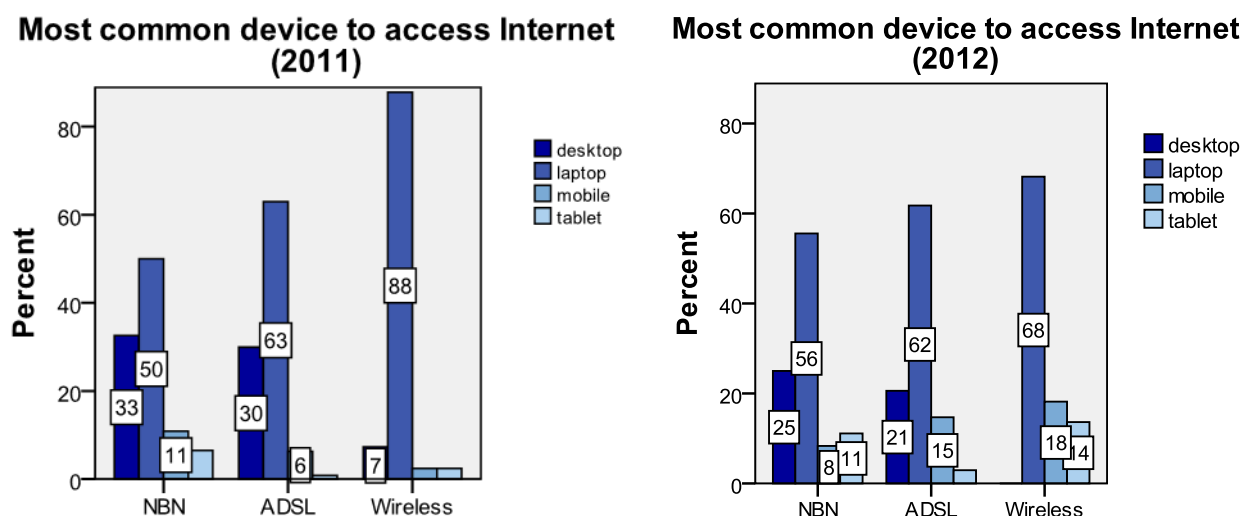 Most common device to access Internet
(2011)
Percent
80
60
40
20
0
33
50
11
30
63
6
7
88
NBN
ADSL
Wireless
desktop
laptop
mobile
tablet
Most common device to access Internet
(2012)
Percent
80
60
40
20
0
25
56
8
11
21
62
15
68
18
14
NBN
ADSL
Wireless
desktop
laptop
mobile
tablet